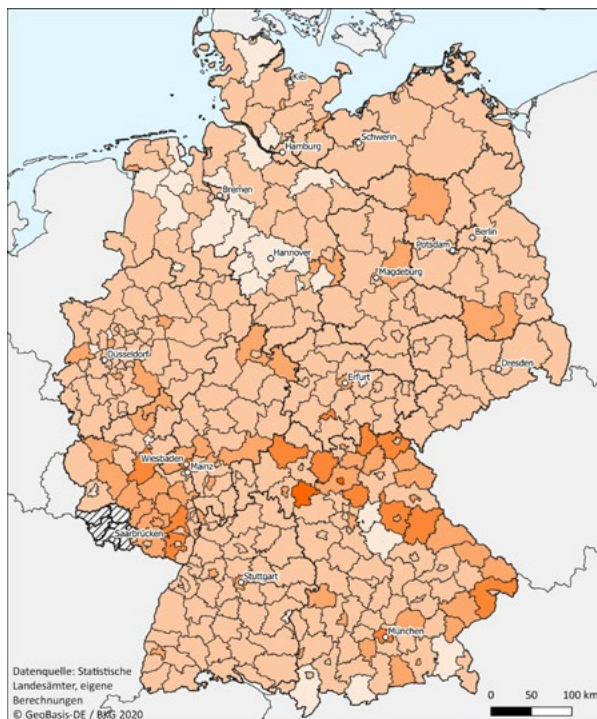 Kiel
Schwerin
Hamburg
Bremen
Berlin
Potsdam
Hannover
Magdeburg
Düsseldorf
Dresden
Erfurt
Wiesbaden
Mainz
Saarbrücken
Stuttgart
München
Datenquelle: Statistische
Landesämter, eigene
Berechnungen
© GeoBasis-DE / BKG 2020
0 50 100 km